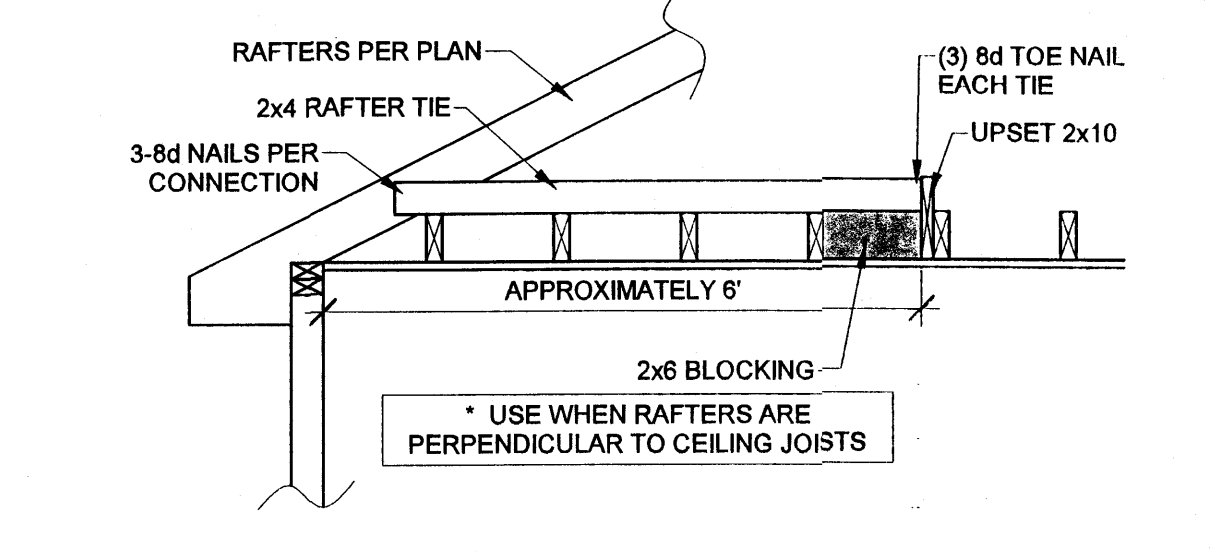 RAFTERS PER PLAN
2x4 RAFTER TIE
3-8d NAILS PER
CONNECTION
(3) 8d TOE NAIL
EACH TIE
UPSET 2x10
APPROXIMATELY 6'
2x6 BLOCKING
* USE WHEN RAFTERS ARE
PERPENDICULAR TO CEILING JOISTS